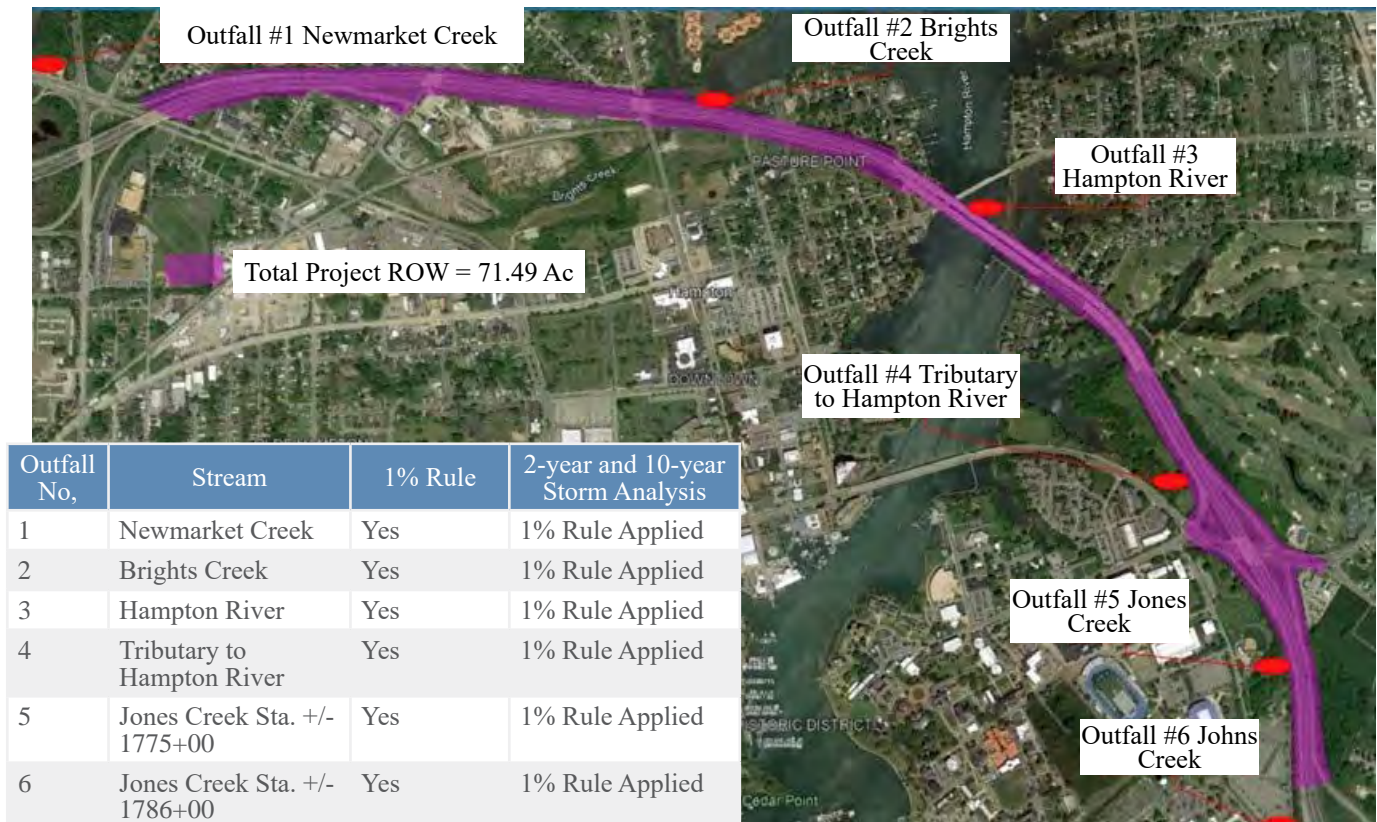 Outfall #1 Newmarket Creek
Outfall #2 Brights
Creek
Hampton River
Outfall #3
Hampton River
PASTURE POINT
Brights Creek
Total Project ROW = 71.49 Ac
Hampton
DOWNTOWN
Outfall #4 Tributary
to Hampton River
Outfall #5 Jones
Creek
Outfall #6 Johns
Creek
Cedar Point
Outfall
No,
Stream
1% Rule
2-year and 10-year
Storm Analysis
1
Newmarket Creek
Yes
1% Rule Applied
2
Brights Creek
Yes
1% Rule Applied
3
Hampton River
Yes
1% Rule Applied
4
Tributary to
Hampton River
Yes
1% Rule Applied
5
Jones Creek Sta. +/-
1775+00
Yes
1% Rule Applied
6
Jones Creek Sta. +/-
1786+00
Yes
1% Rule Applied